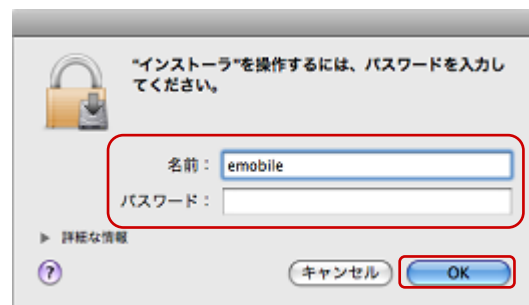 "インストーラ"を操作するには、パスワードを入力し
てください。
名前： emobile
パスワード：
▶ 詳細な情報
?
キャンセル
OK